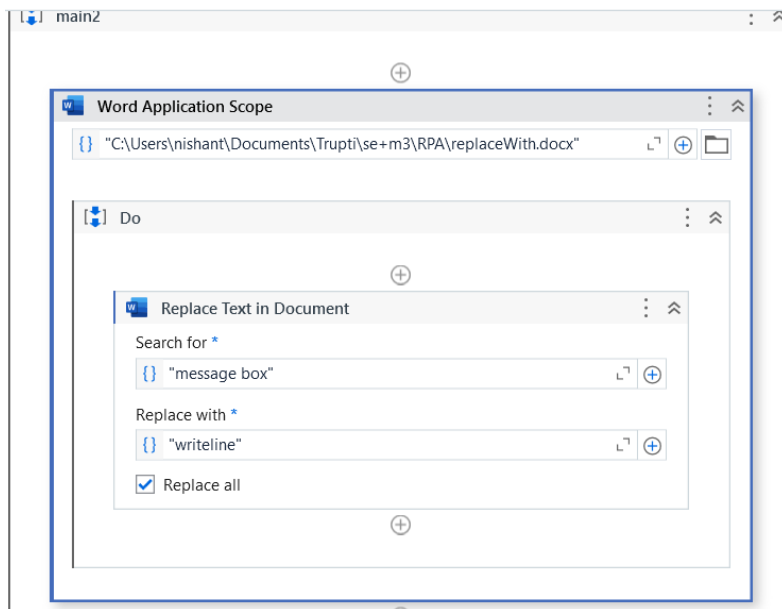 main2
Word Application Scope
"C:\Users\nishant\Documents\Trupti\se+m3\RPA\replaceWith.docx"
Do
Replace Text in Document
Search for *
"message box"
Replace with *
"writeline"
Replace all